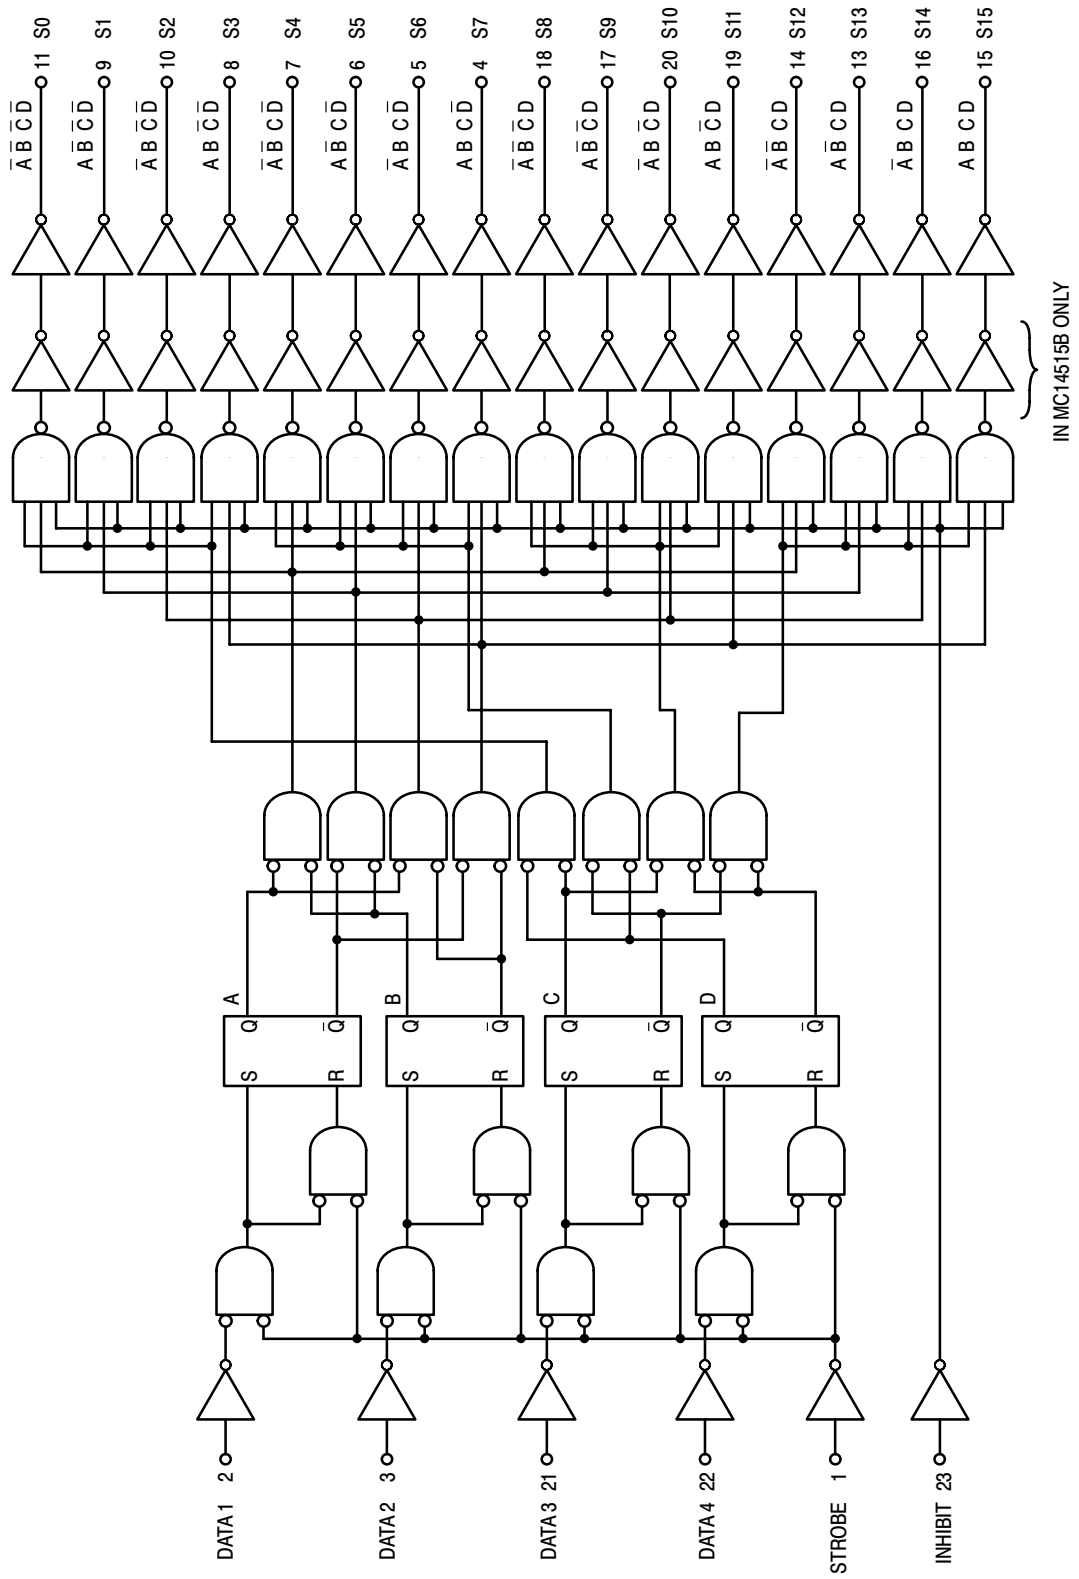 A̅ B̅ C̅ D̅ 11 S0
A B̅ C̅ D̅ 9 S1
A̅ B C̅ D̅ 10 S2
A B C̅ D̅ 8 S3
A̅ B̅ C D̅ 7 S4
A B̅ C D̅ 6 S5
A̅ B C D̅ 5 S6
A B C D̅ 4 S7
A̅ B̅ C̅ D 18 S8
A B̅ C̅ D 17 S9
A̅ B C̅ D 20 S10
A B C̅ D 19 S11
A̅ B̅ C D 14 S12
A B̅ C D 13 S13
A̅ B C D 16 S14
A B C D 15 S15
IN MC14515B ONLY
DATA 1 2
S Q A
R Q̅
DATA 2 3
S Q B
R Q̅
DATA 3 21
S Q C
R Q̅
DATA 4 22
S Q D
R Q̅
STROBE 1
INHIBIT 23